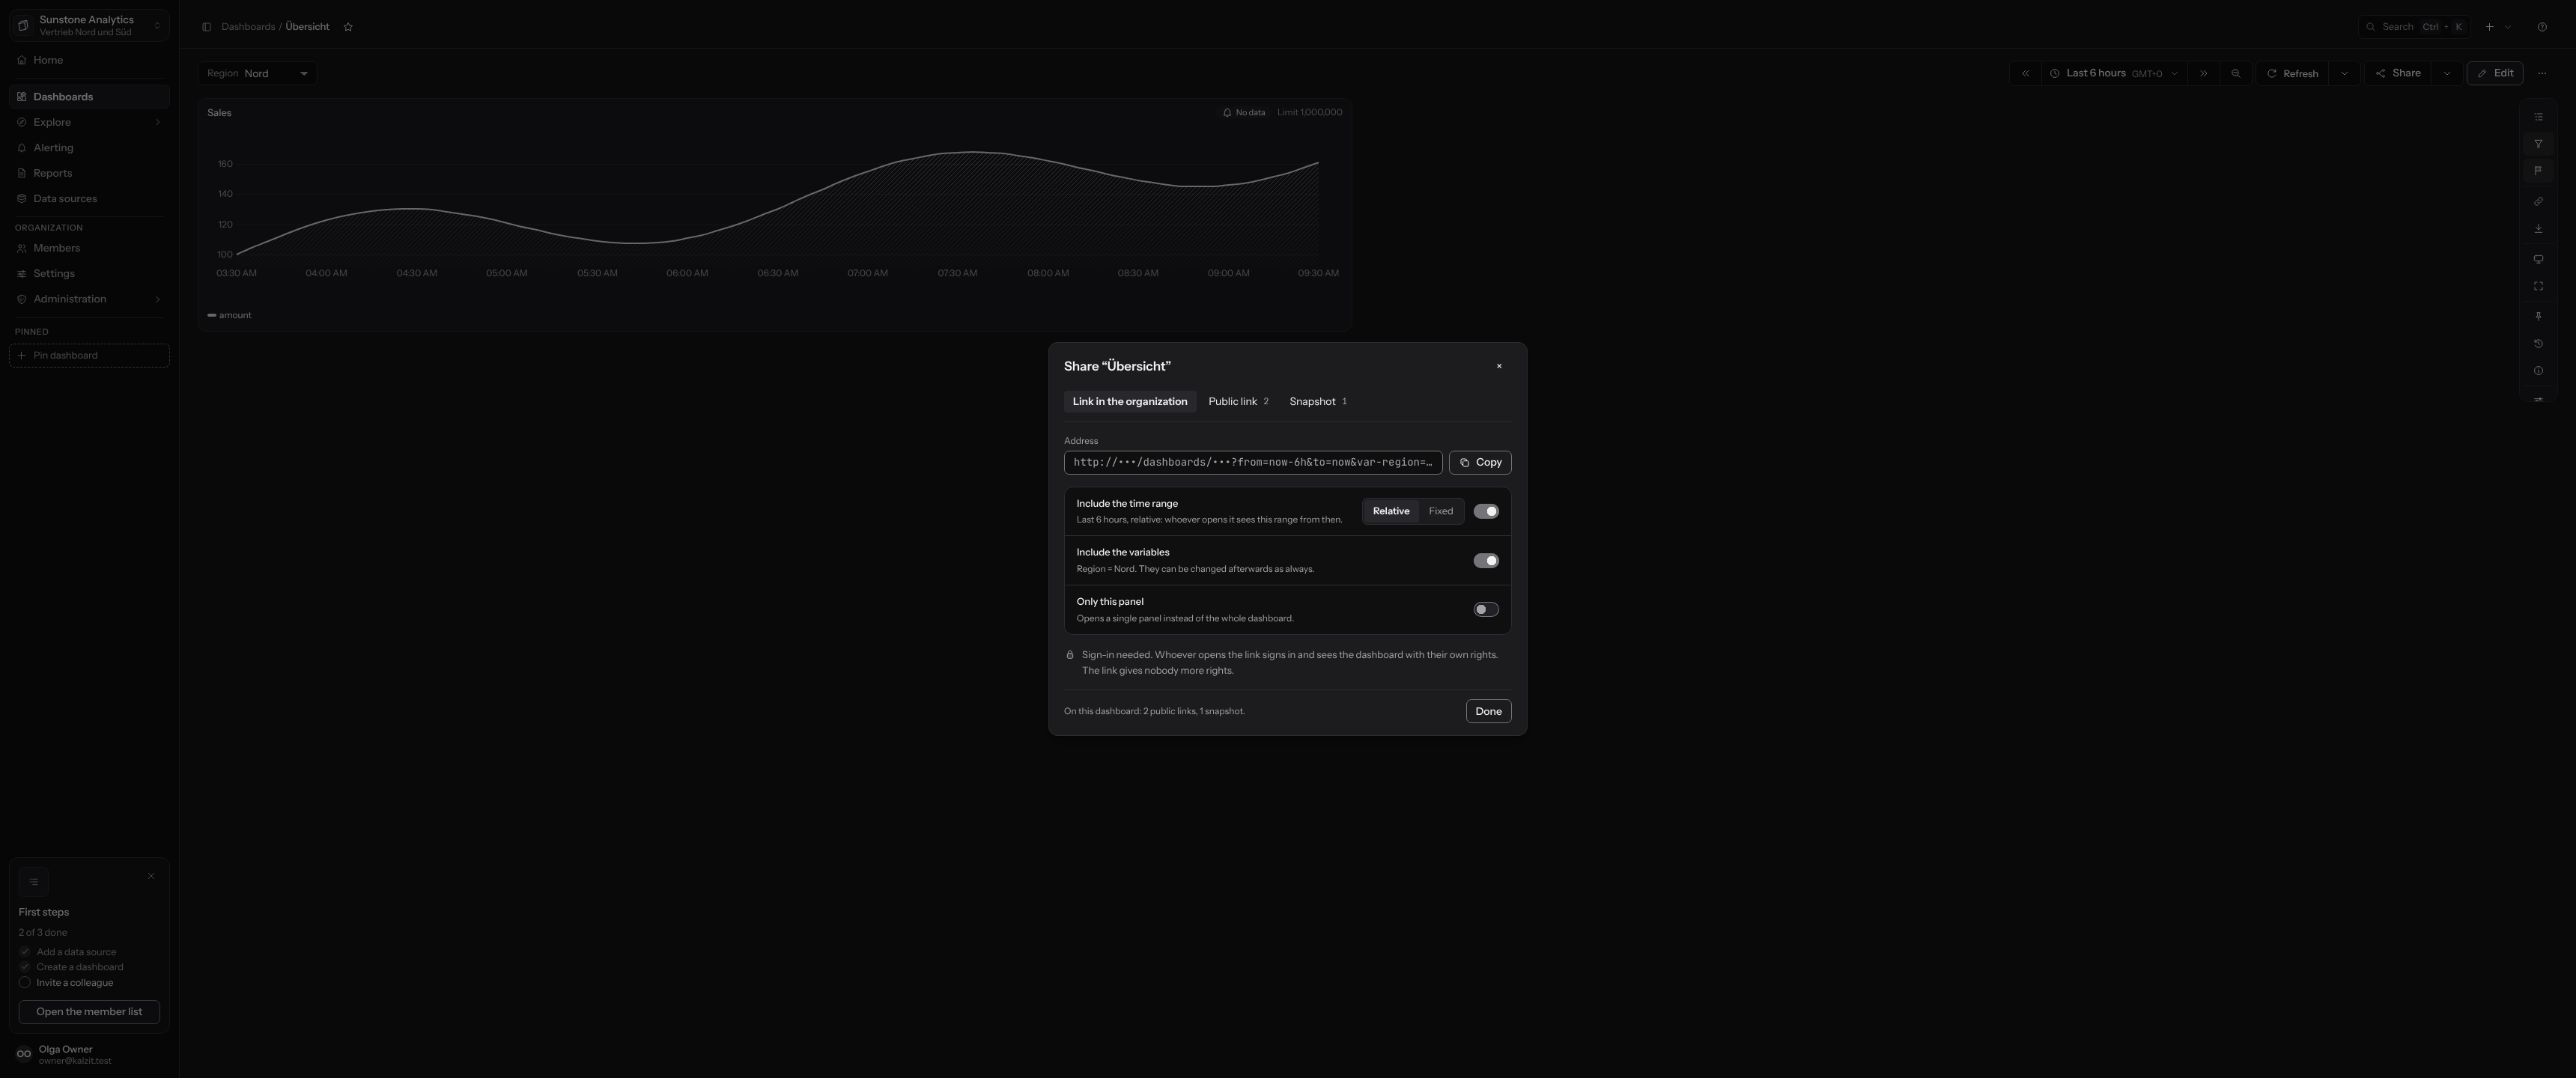 Sunstone Analytics
Vertrieb Nord und Süd
Home
Dashboards
Explore
Alerting
Reports
Data sources
ORGANIZATION
Members
Settings
Administration
PINNED
Pin dashboard
First steps
2 of 3 done
Add a data source
Create a dashboard
Invite a colleague
Open the member list
OO
Olga Owner
owner@kalzit.test
Dashboards / Übersicht
Search Ctrl + K
Region Nord
Last 6 hours GMT+0
Refresh
Share
Edit
Sales
No data
Limit 1,000,000
160
140
120
100
03:30 AM 04:00 AM 04:30 AM 05:00 AM 05:30 AM 06:00 AM 06:30 AM 07:00 AM 07:30 AM 08:00 AM 08:30 AM 09:00 AM 09:30 AM
amount
Share “Übersicht”
Link in the organization
Public link 2
Snapshot 1
Address
http://•••/dashboards/•••?from=now-6h&to=now&var-region=…
Copy
Include the time range
Last 6 hours, relative: whoever opens it sees this range from then.
Relative
Fixed
Include the variables
Region = Nord. They can be changed afterwards as always.
Only this panel
Opens a single panel instead of the whole dashboard.
Sign-in needed. Whoever opens the link signs in and sees the dashboard with their own rights.
The link gives nobody more rights.
On this dashboard: 2 public links, 1 snapshot.
Done